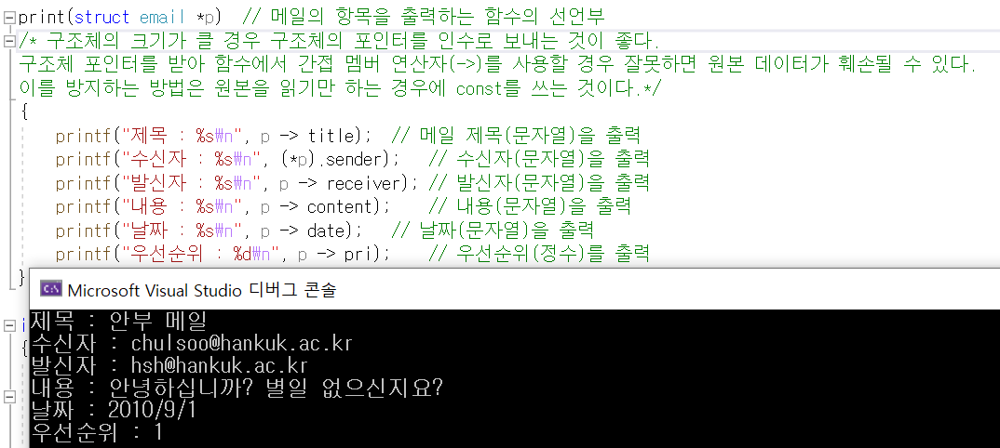 print(struct email *p)  // 메일의 항목을 출력하는 함수의 선언부
/* 구조체의 크기가 클 경우 구조체의 포인터를 인수로 보내는 것이 좋다.
구조체 포인터를 받아 함수에서 간접 멤버 연산자(->)를 사용할 경우 잘못하면 원본 데이터가 훼손될 수 있다.
이를 방지하는 방법은 원본을 읽기만 하는 경우에 const를 쓰는 것이다.*/
{
printf("제목 : %s₩n", p -> title);  // 메일 제목(문자열)을 출력
printf("수신자 : %s₩n", (*p).sender);  // 수신자(문자열)을 출력
printf("발신자 : %s₩n", p -> receiver); // 발신자(문자열)을 출력
printf("내용 : %s₩n", p -> content);  // 내용(문자열)을 출력
printf("날짜 : %s₩n", p -> date);  // 날짜(문자열)을 출력
printf("우선순위 : %d₩n", p -> pri);  // 우선순위(정수)를 출력
}
Microsoft Visual Studio 디버그 콘솔
제목 : 안부 메일
수신자 : chulsoo@hankuk.ac.kr
발신자 : hsh@hankuk.ac.kr
내용 : 안녕하십니까? 별일 없으신지요?
날짜 : 2010/9/1
우선순위 : 1